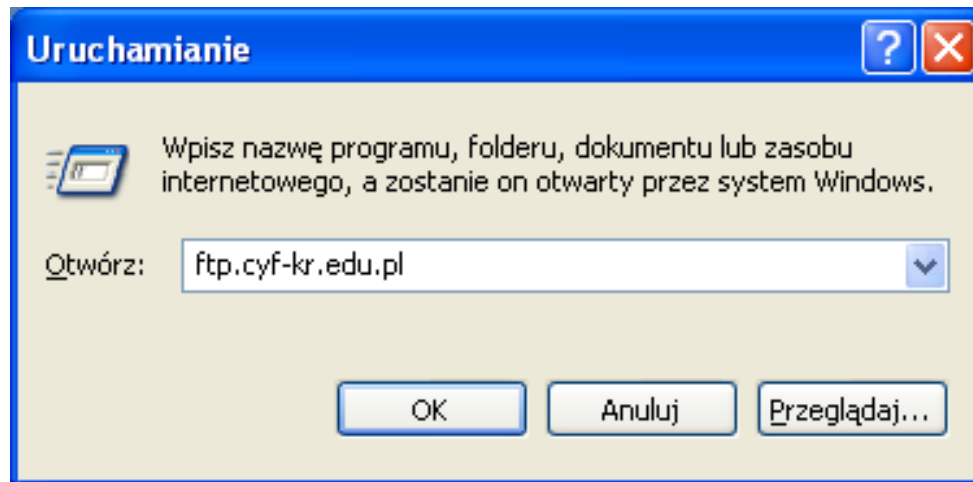 Uruchamianie
Wpisz nazwę programu, folderu, dokumentu lub zasobu
internetowego, a zostanie on otwarty przez system Windows.
Otwórz: ftp.cyf-kr.edu.pl
OK Anuluj Przeglądaj...